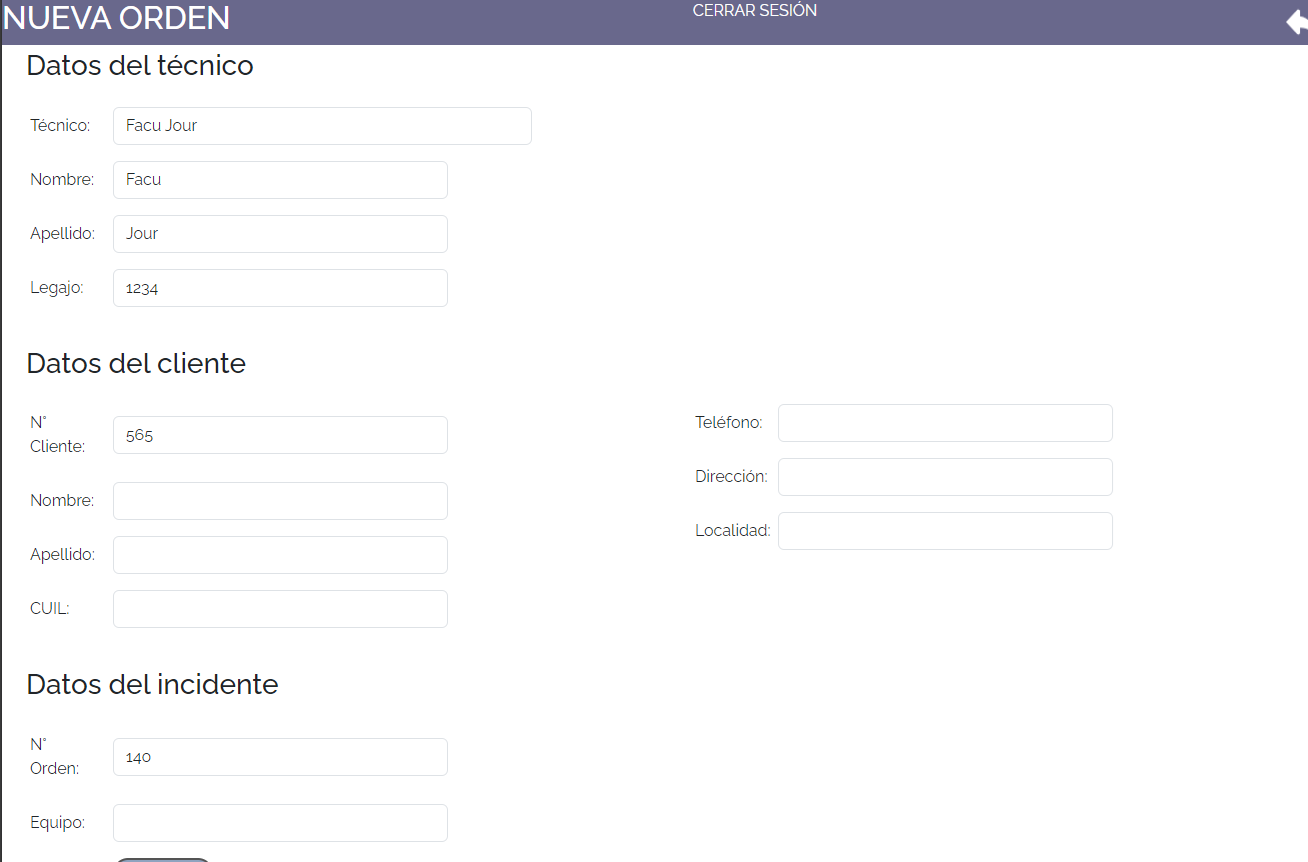 NUEVA ORDEN
CERRAR SESIÓN
Datos del técnico
Técnico: Facu Jour
Nombre: Facu
Apellido: Jour
Legajo: 1234
Datos del cliente
N°
Cliente: 565
Nombre:
Apellido:
CUIL:
Teléfono:
Dirección:
Localidad:
Datos del incidente
N°
Orden: 140
Equipo: